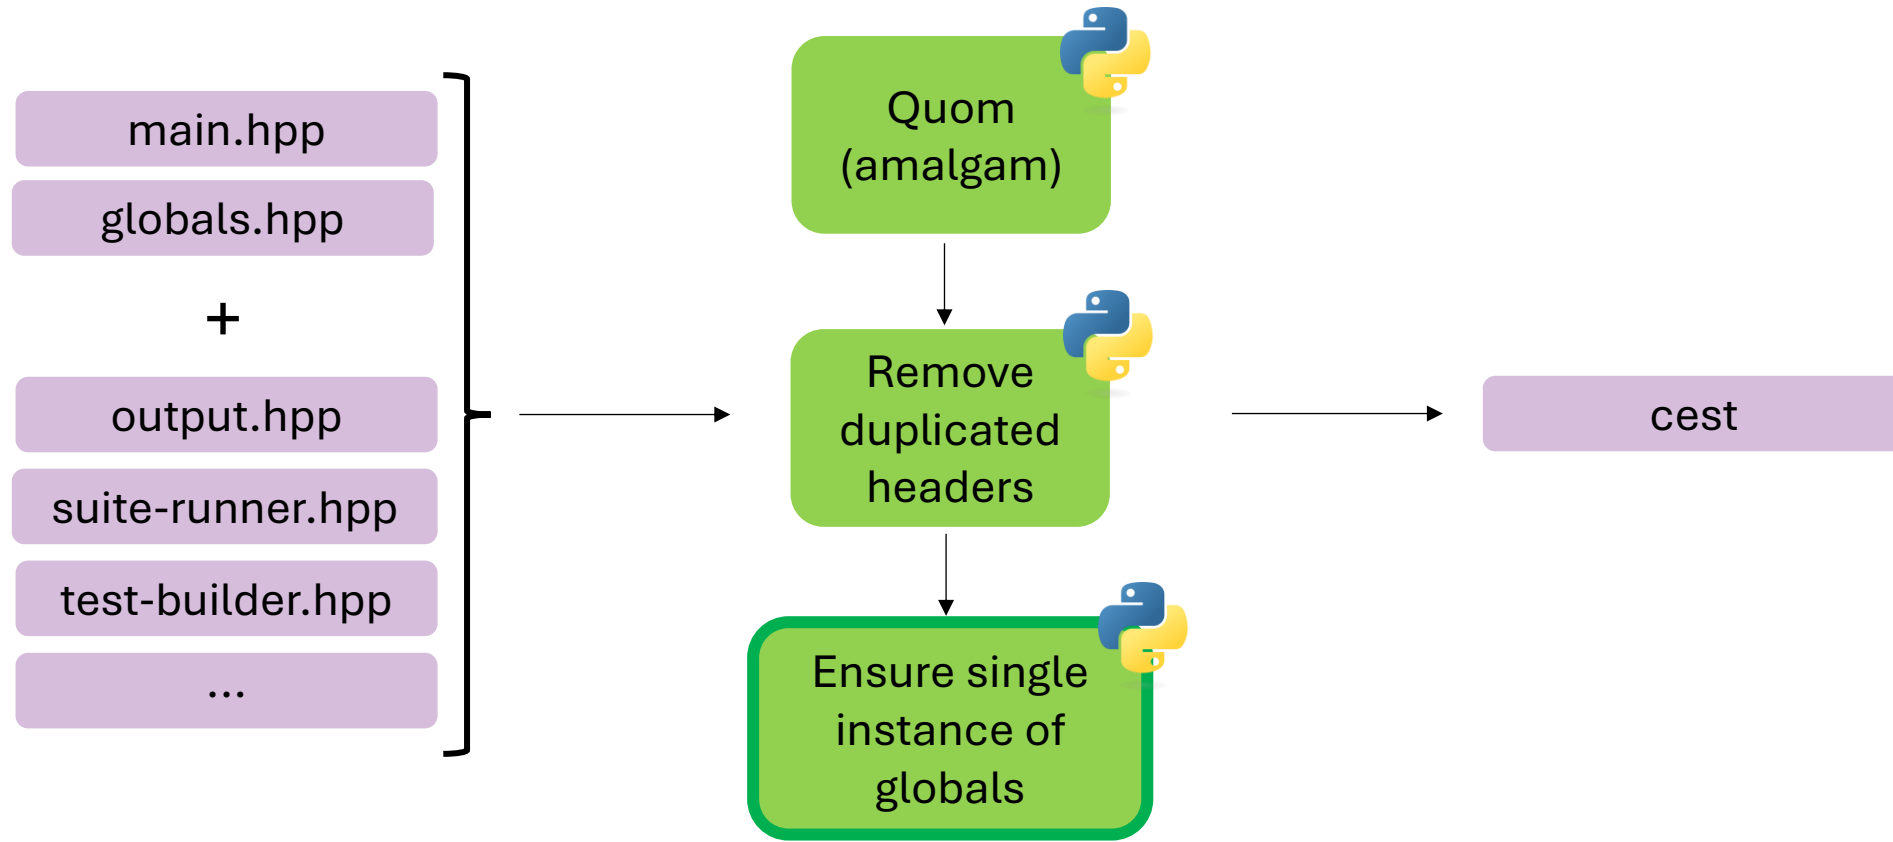 main.hpp
globals.hpp
+
output.hpp
suite-runner.hpp
test-builder.hpp
...
Quom
(amalgam)
Remove
duplicated
headers
Ensure single
instance of
globals
cest